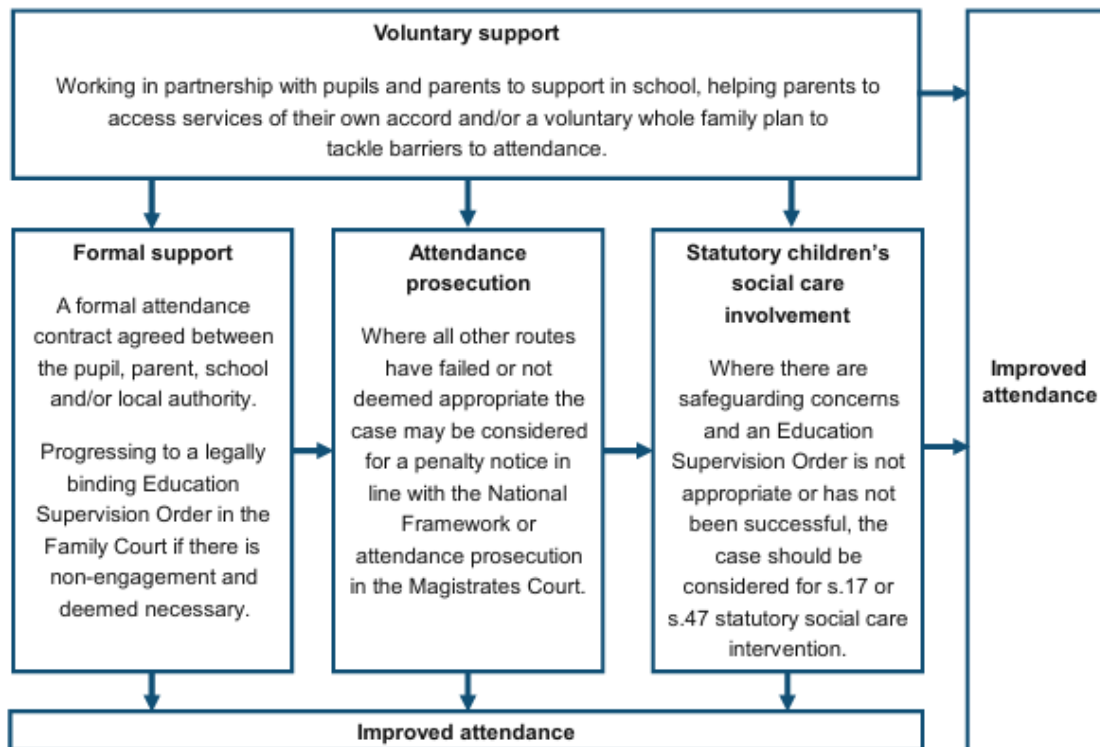 Voluntary support
Working in partnership with pupils and parents to support in school, helping parents to
access services of their own accord and/or a voluntary whole family plan to
tackle barriers to attendance.
Formal support
A formal attendance
contract agreed between
the pupil, parent, school
and/or local authority.
Progressing to a legally
binding Education
Supervision Order in the
Family Court if there is
non-engagement and
deemed necessary.
Attendance
prosecution
Where all other routes
have failed or not
deemed appropriate the
case may be considered
for a penalty notice in
line with the National
Framework or
attendance prosecution
in the Magistrates Court.
Statutory children’s
social care
involvement
Where there are
safeguarding concerns
and an Education
Supervision Order is not
appropriate or has not
been successful, the
case should be
considered for s.17 or
s.47 statutory social care
intervention.
Improved
attendance
Improved attendance